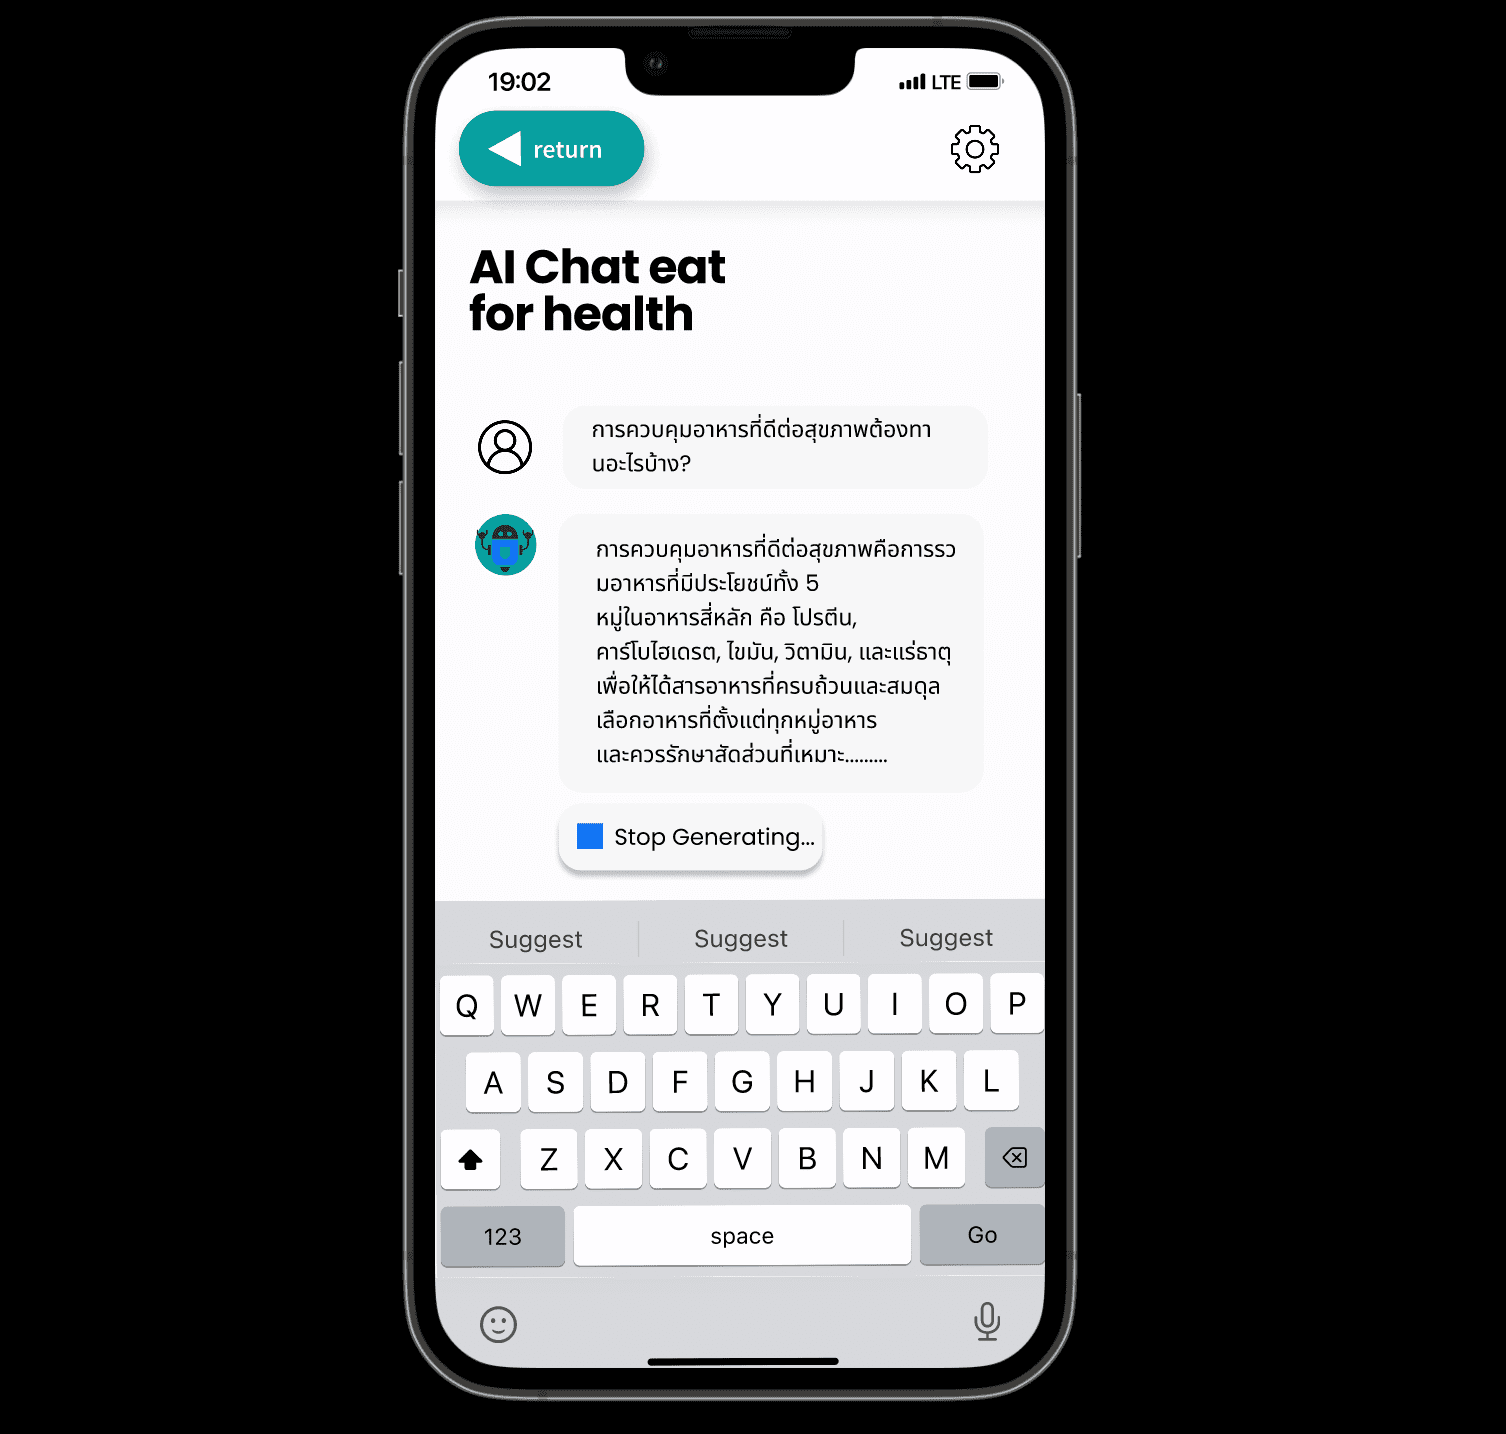 19:02
LTE
return
AI Chat eat
for health
การควบคุมอาหารที่ดีต่อสุขภาพต้องทา
นอะไรบ้าง?
การควบคุมอาหารที่ดีต่อสุขภาพคือการรว
มอาหารที่มีประโยชน์ทั้ง 5
หมู่ในอาหารสี่หลัก คือ โปรตีน,
คาร์โบไฮเดรต, ไขมัน, วิตามิน, และแร่ธาตุ
เพื่อให้ได้สารอาหารที่ครบถ้วนและสมดุล
เลือกอาหารที่ตั้งแต่ทุกหมู่อาหาร
และควรรักษาสัดส่วนที่เหมาะ.........
Stop Generating...
Suggest Suggest Suggest
Q W E R T Y U I O P
A S D F G H J K L
Z X C V B N M
123 space Go